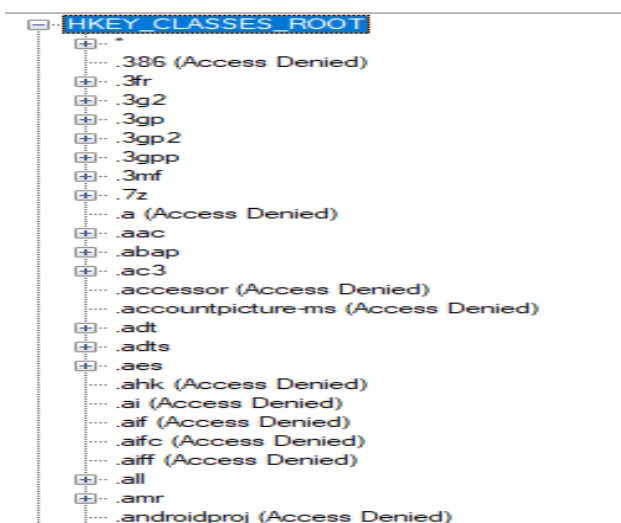 HKEY_CLASSES_ROOT
*
.386 (Access Denied)
.3fr
.3g2
.3gp
.3gp2
.3gpp
.3mf
.7z
.a (Access Denied)
.aac
.abap
.ac3
.accessor (Access Denied)
.accountpicture-ms (Access Denied)
.adt
.adts
.aes
.ahk (Access Denied)
.ai (Access Denied)
.aif (Access Denied)
.aifc (Access Denied)
.aiff (Access Denied)
.all
.amr
.androidproj (Access Denied)